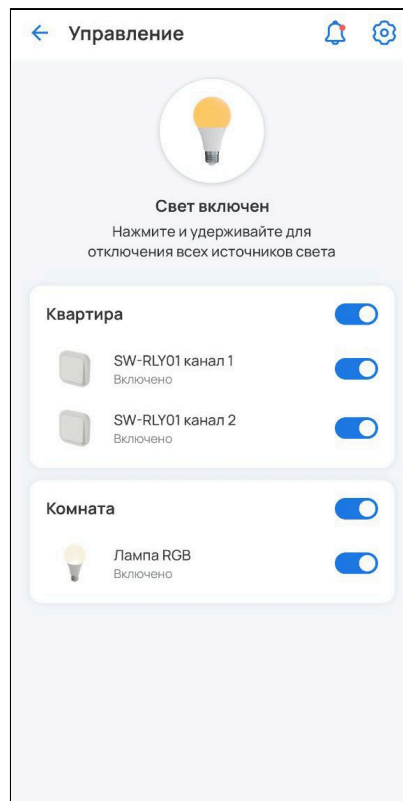 Управление
Свет включен
Нажмите и удерживайте для
отключения всех источников света
Квартира
SW-RLY01 канал 1
Включено
SW-RLY01 канал 2
Включено
Комната
Лампа RGB
Включено